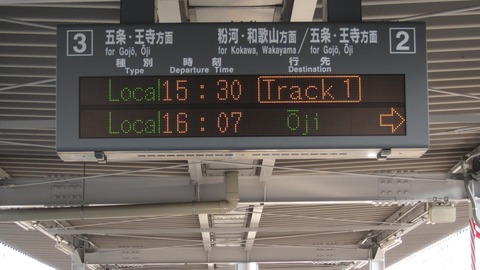 3 五条・王寺方面 粉河・和歌山方面/五条・王寺方面 2
for Gojō, Ōji for Kokawa, Wakayama/for Gojō, Ōji
種別 時刻 行先
Type Departure Time Destination
Local 15:30 Track 1
Local 16:07 Ōji